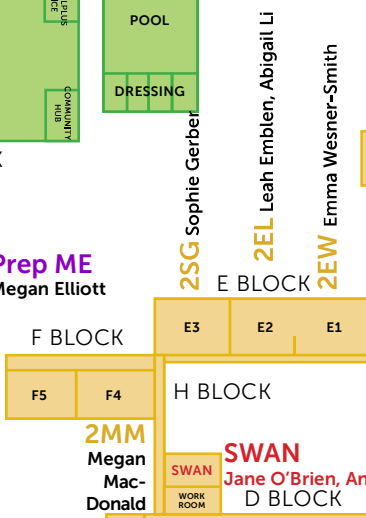 LPLUS
POOL
DRESSING
COMMUNITY
HUB
2SG Sophie Gerber
2EL Leah Emblen, Abigail Li
2EW Emma Wesner-Smith
Prep ME
Megan Elliott
E BLOCK
E3
E2
E1
F BLOCK
F5
F4
H BLOCK
2MM
Megan
Mac-
Donald
SWAN
WORK
ROOM
SWAN
Jane O’Brien, An
D BLOCK